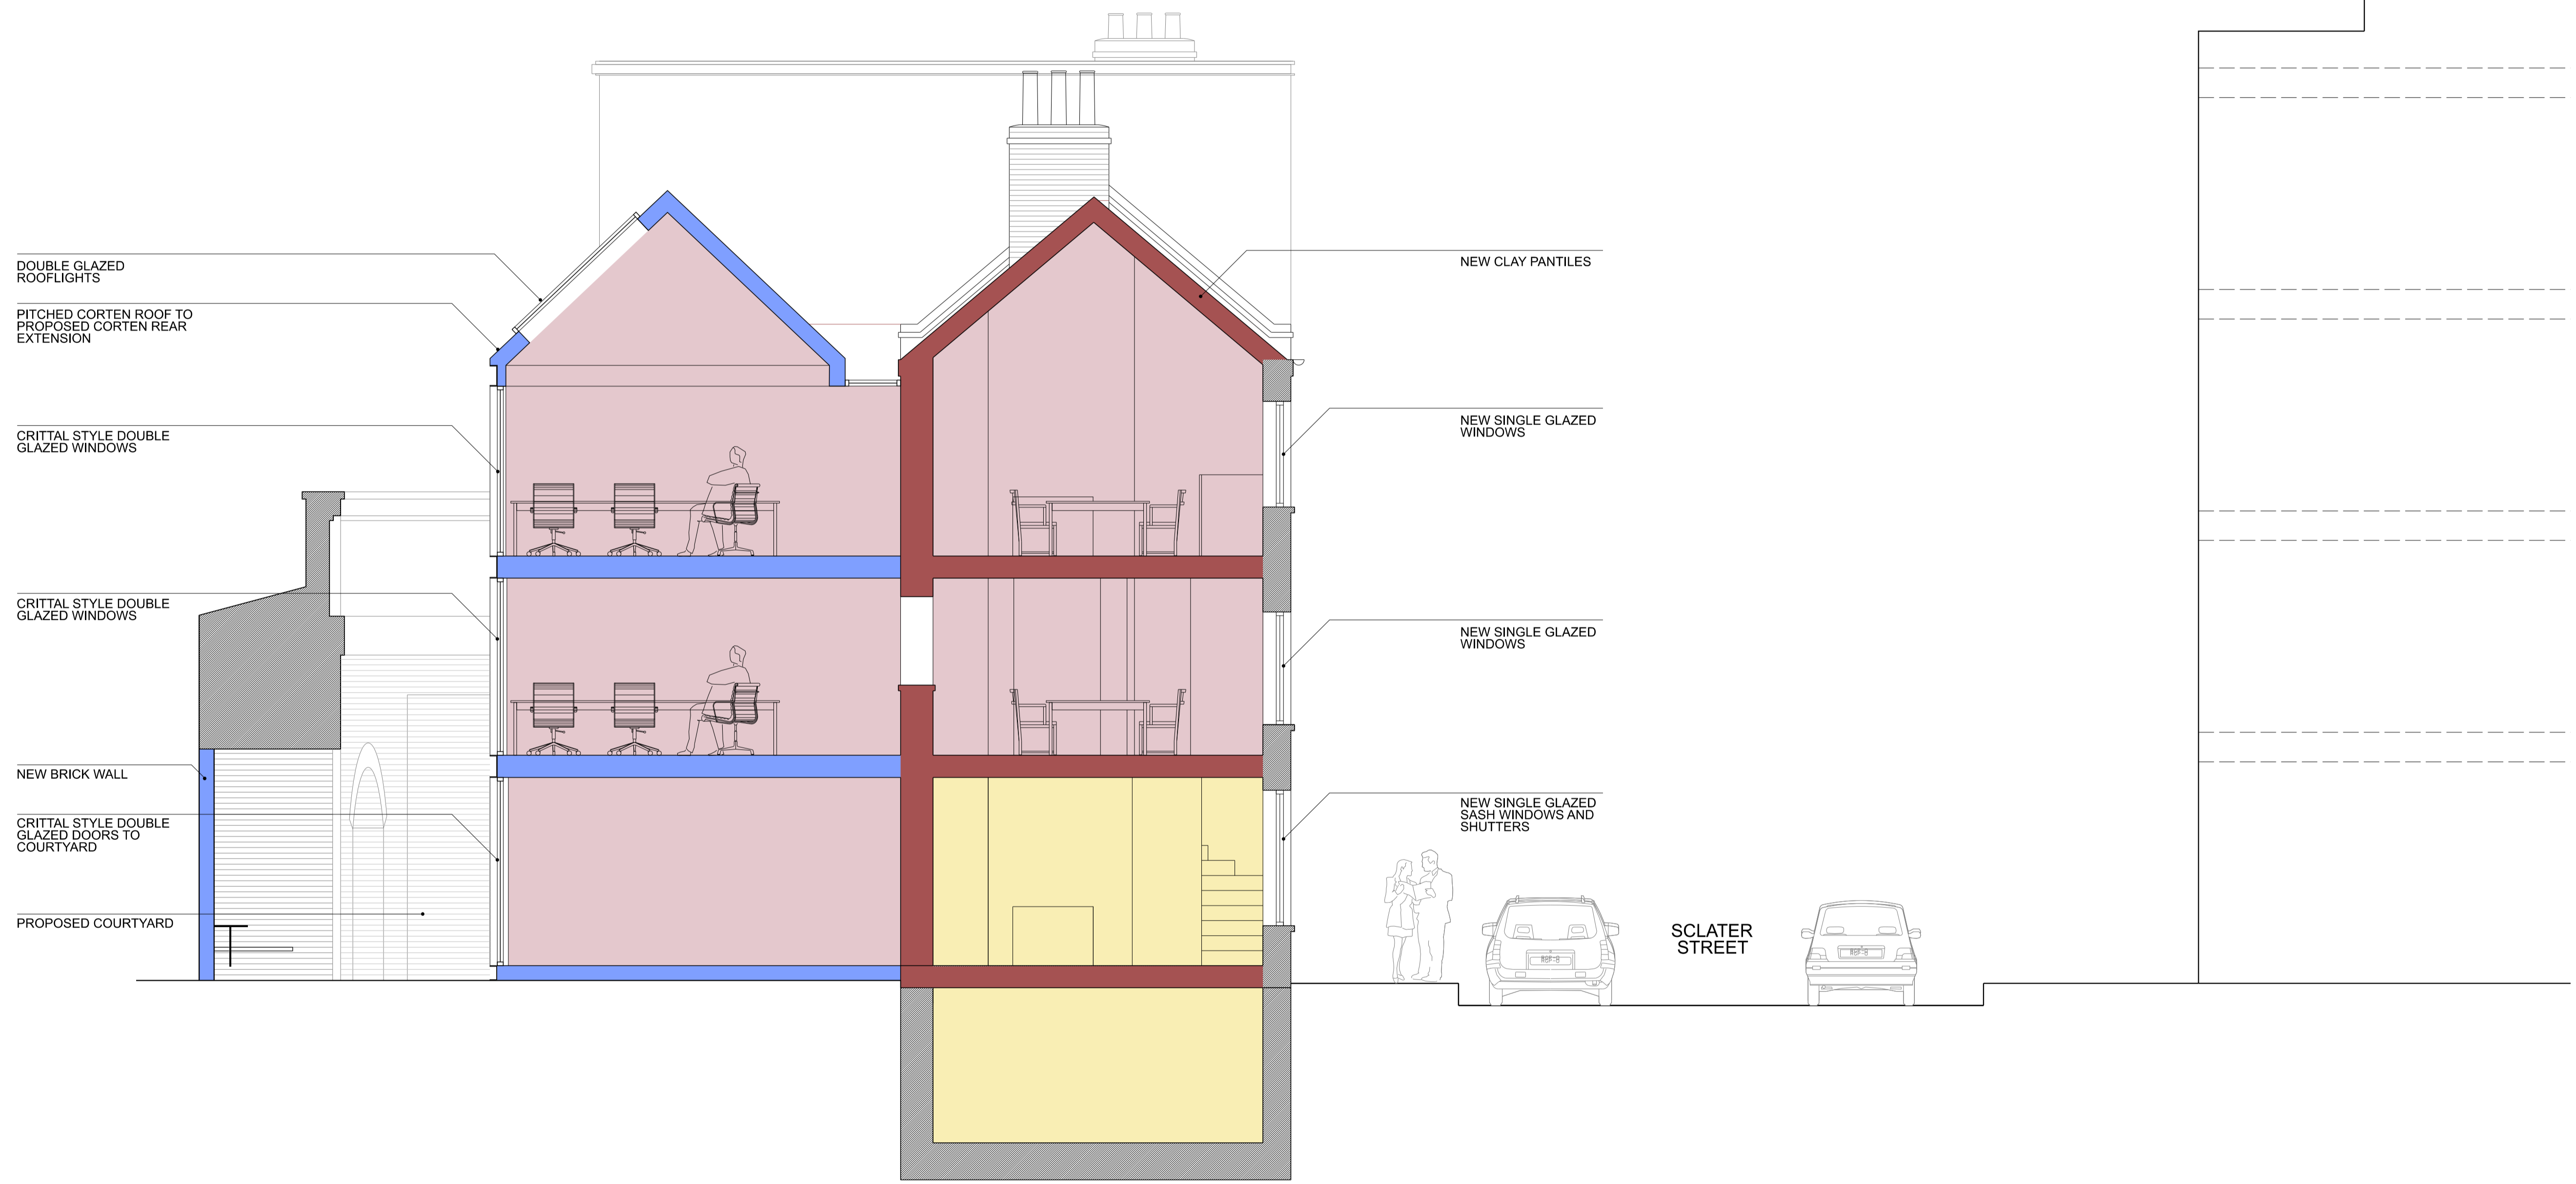 DOUBLE GLAZED
ROOFLIGHTS
PITCHED CORTEN ROOF TO
PROPOSED CORTEN REAR
EXTENSION
CRITTAL STYLE DOUBLE
GLAZED WINDOWS
CRITTAL STYLE DOUBLE
GLAZED WINDOWS
NEW BRICK WALL
CRITTAL STYLE DOUBLE
GLAZED DOORS TO
COURTYARD
PROPOSED COURTYARD
NEW CLAY PANTILES
NEW SINGLE GLAZED
WINDOWS
NEW SINGLE GLAZED
WINDOWS
NEW SINGLE GLAZED
SASH WINDOWS AND
SHUTTERS
SCLATER
STREET